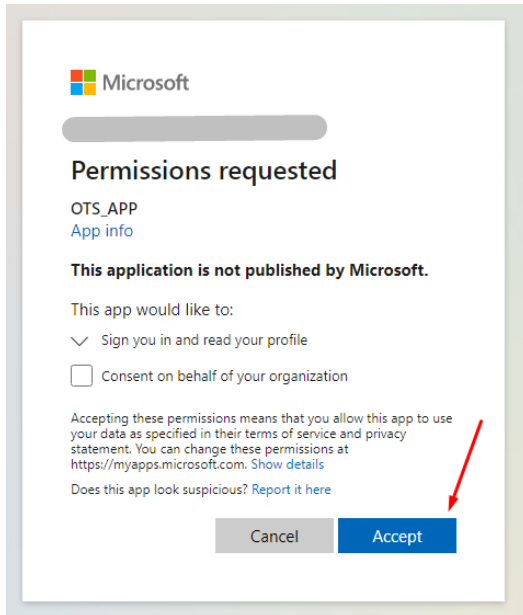 Microsoft
Permissions requested
OTS_APP
App info
This application is not published by Microsoft.
This app would like to:
Sign you in and read your profile
Consent on behalf of your organization
Accepting these permissions means that you allow this app to use
your data as specified in their terms of service and privacy
statement. You can change these permissions at
https://myapps.microsoft.com. Show details
Does this app look suspicious? Report it here
Cancel Accept